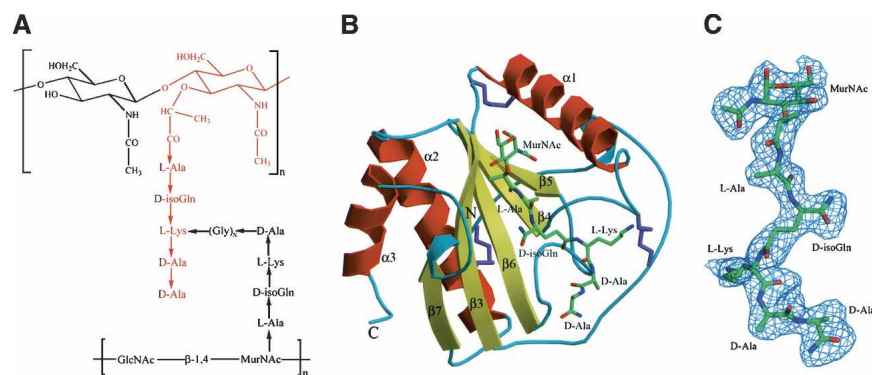 A
HOH2C
O
O
HO
NH
CO
CH3
HOH2C
O
O
O
HC
CH3
CO
NH
CO
CH3
n
L-Ala
D-isoGln
L-Lys
(Gly)x
D-Ala
D-Ala
L-Lys
D-Ala
D-isoGln
L-Ala
GlcNAc
β-1,4
MurNAc
n
B
α1
MurNAc
α2
β5
L-Ala
N
β4
L-Lys
D-isoGln
α3
β6
D-Ala
β7
β3
D-Ala
C
C
MurNAc
L-Ala
D-isoGln
L-Lys
D-Ala
D-Ala